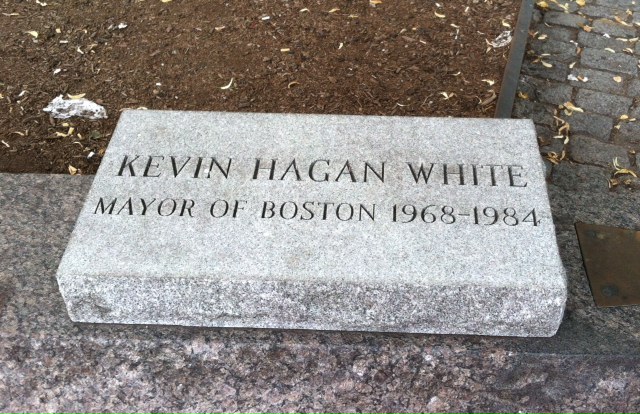 KEVIN HAGAN WHITE
MAYOR OF BOSTON 1968-1984